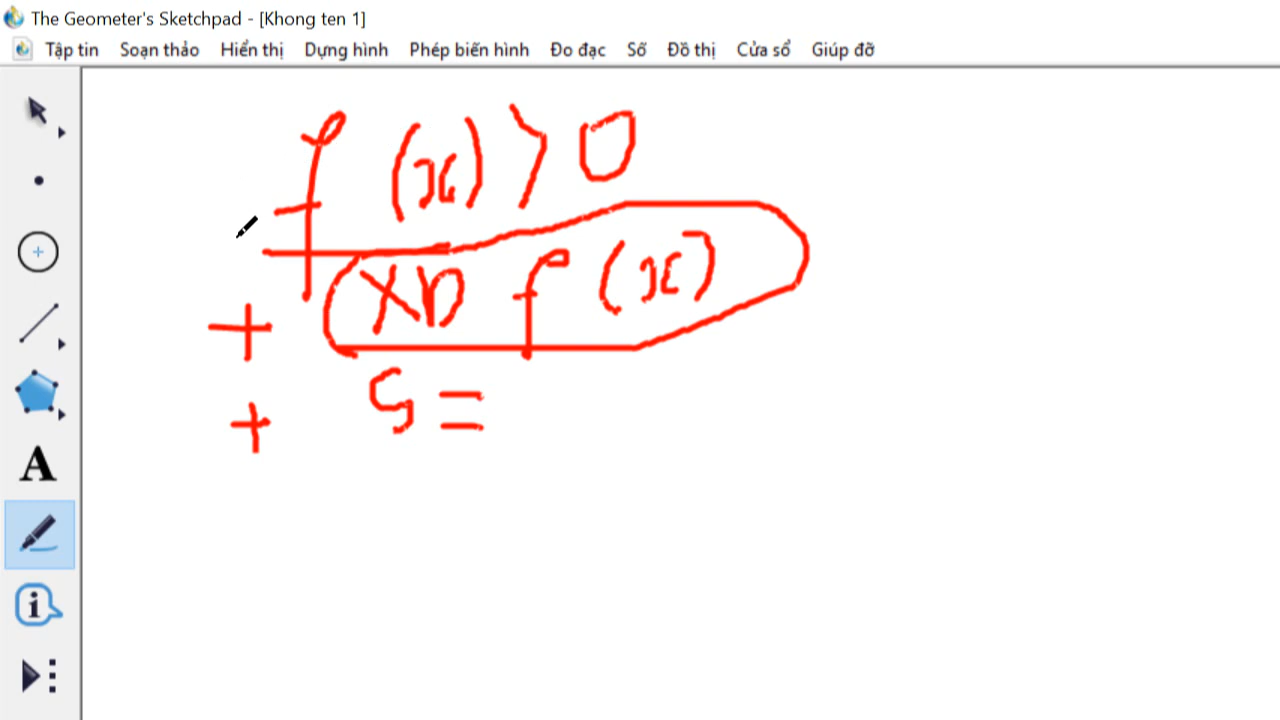 The Geometer's Sketchpad - [Khong ten 1]
Tập tin Soạn thảo Hiển thị Dựng hình Phép biến hình Đo đạc Số Đồ thị Cửa sổ Giúp đỡ
f (x) > 0
+ XD f (x)
+ S =
A